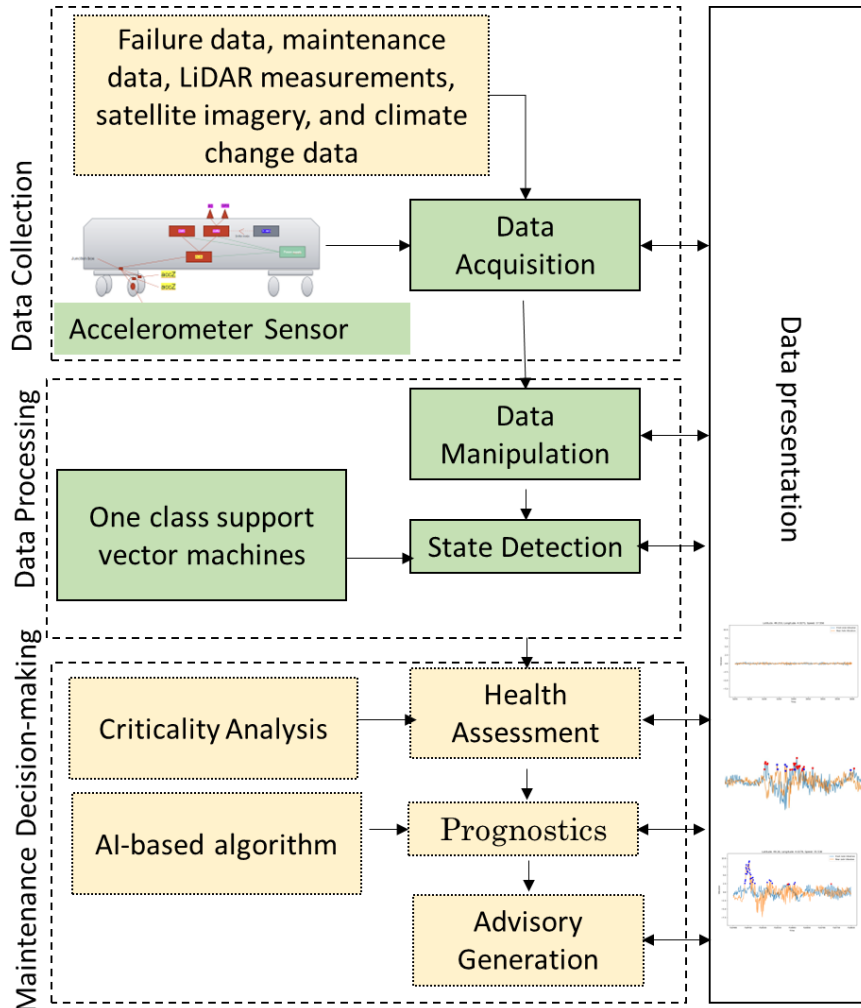 Failure data, maintenance
data, LiDAR measurements,
satellite imagery, and climate
change data
Data Collection
Data
Acquisition
Accelerometer Sensor
Data Processing
Data
Manipulation
One class support
vector machines
State Detection
Maintenance Decision-making
Criticality Analysis
Health
Assessment
AI-based algorithm
Prognostics
Advisory
Generation
Data presentation